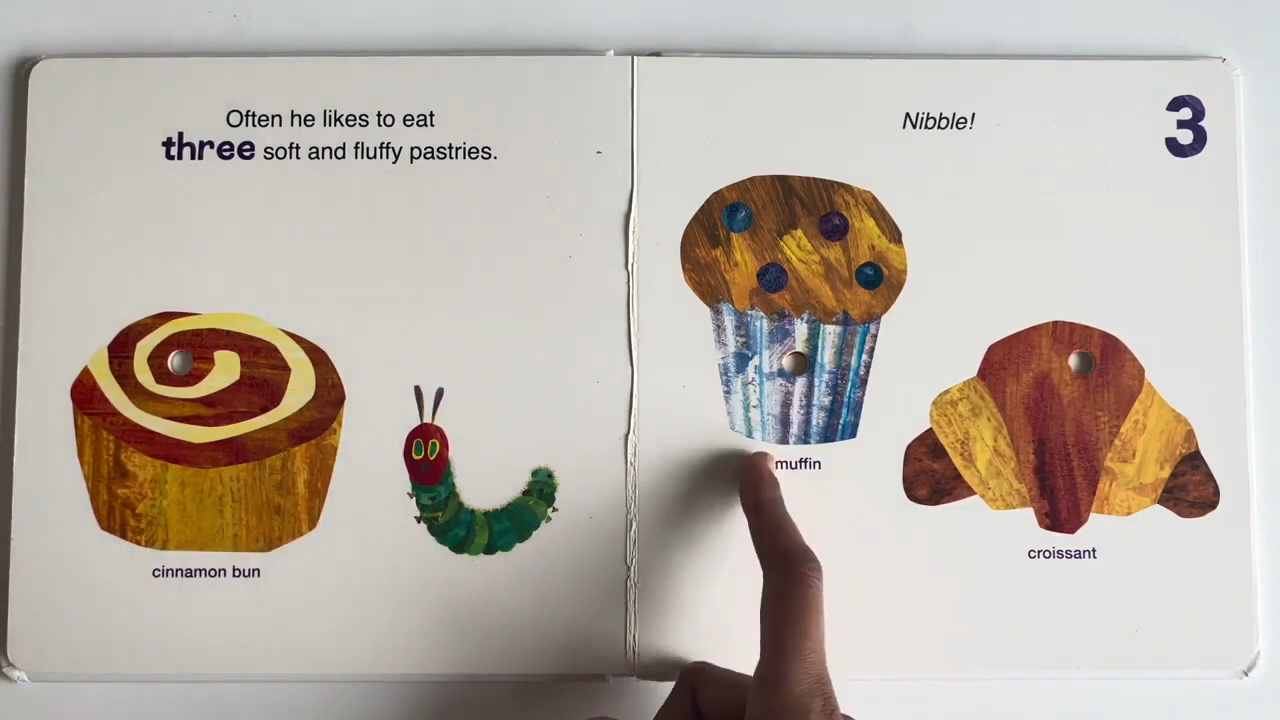 Often he likes to eat
three soft and fluffy pastries.
cinnamon bun
Nibble!
3
muffin
croissant